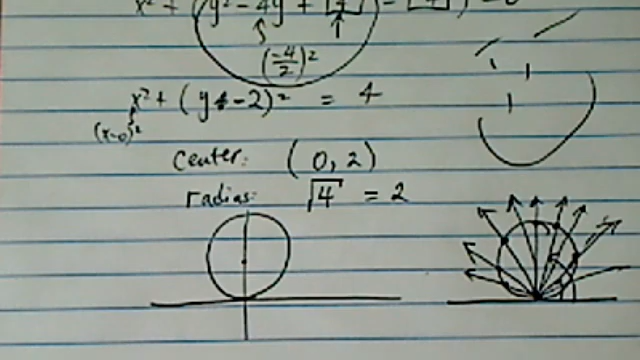 x² + (y² - 4y + 4 - 4) = 0
(-4/2)²
x² + (y - 2)² = 4
(x-0)²
center: (0, 2)
radius: √4 = 2